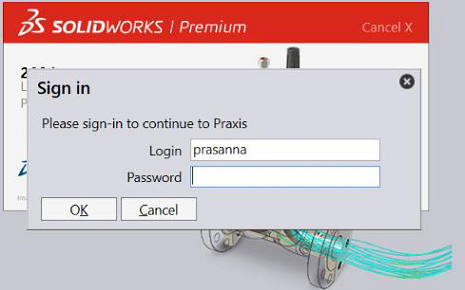 SOLIDWORKS | Premium
Cancel X
Sign in
Please sign-in to continue to Praxis
Login
prasanna
Password
OK
Cancel